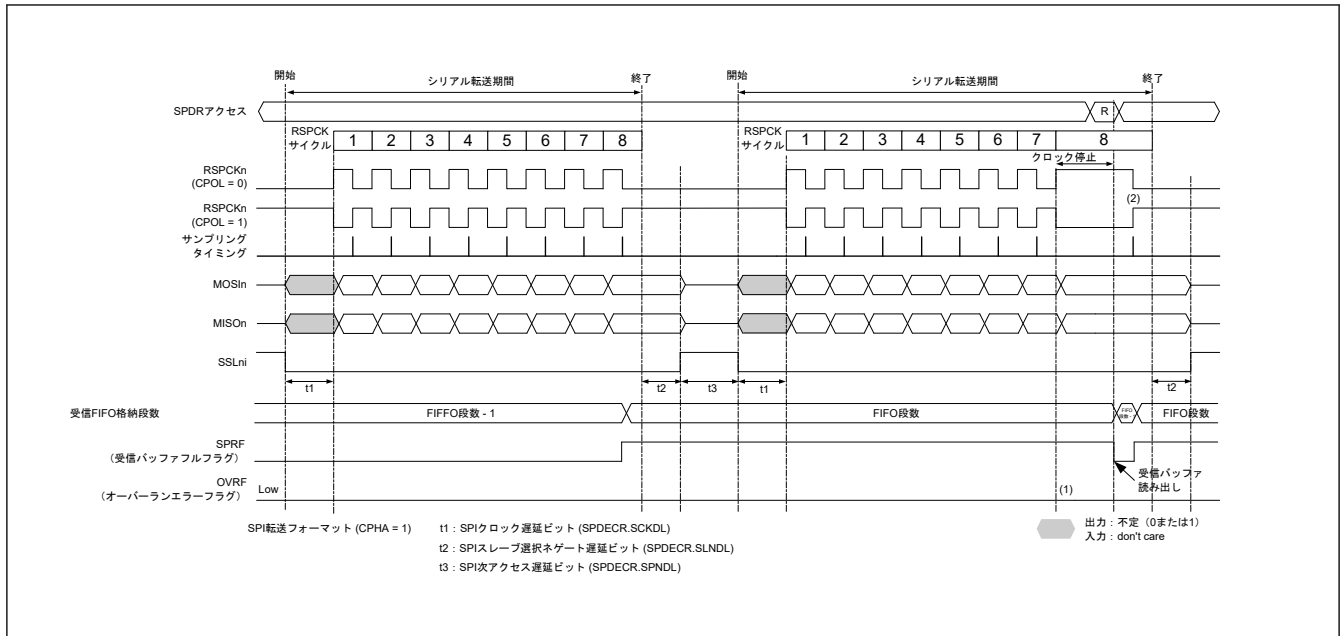 開始 シリアル転送期間 終了 開始 シリアル転送期間 終了
SPDRアクセス R
RSPCK
サイクル 1 2 3 4 5 6 7 8 RSPCK
サイクル 1 2 3 4 5 6 7 8
クロック停止
RSPCKn
(CPOL = 0)
(2)
RSPCKn
(CPOL = 1)
サンプリング
タイミング
MOSIn
MISOn
SSLni
t1 t2 t3 t1 t2
受信FIFO格納段数 FIFFO段数 - 1 FIFO段数 FIFO
段数 - 1 FIFO段数
SPRF
(受信バッファフルフラグ)
受信バッファ
読み出し
OVRF
(オーバーランエラーフラグ) Low (1)
SPI転送フォーマット (CPHA = 1) t1 : SPIクロック遅延ビット (SPDECR.SCKDL)
t2 : SPIスレーブ選択ネゲート遅延ビット (SPDECR.SLNDL)
t3 : SPI次アクセス遅延ビット (SPDECR.SPNDL)
出力 : 不定(0または1)
入力 : don't care